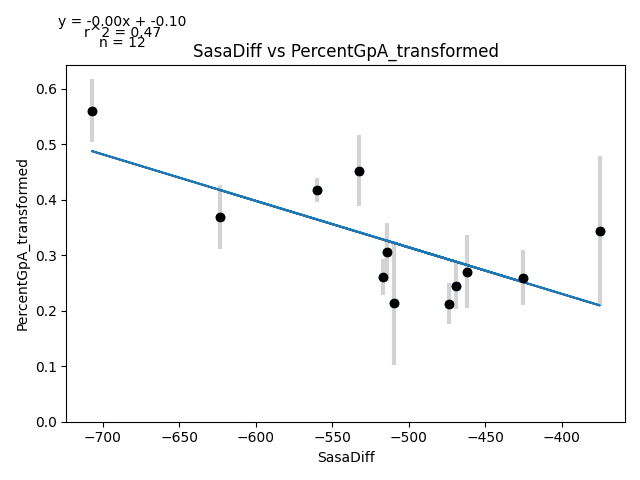 y = -0.00x + -0.10
r^2 = 0.47
n = 12
SasaDiff vs PercentGpA_transformed
PercentGpA_transformed
0.6
0.5
0.4
0.3
0.2
0.1
0.0
−700 −650 −600 −550 −500 −450 −400
SasaDiff